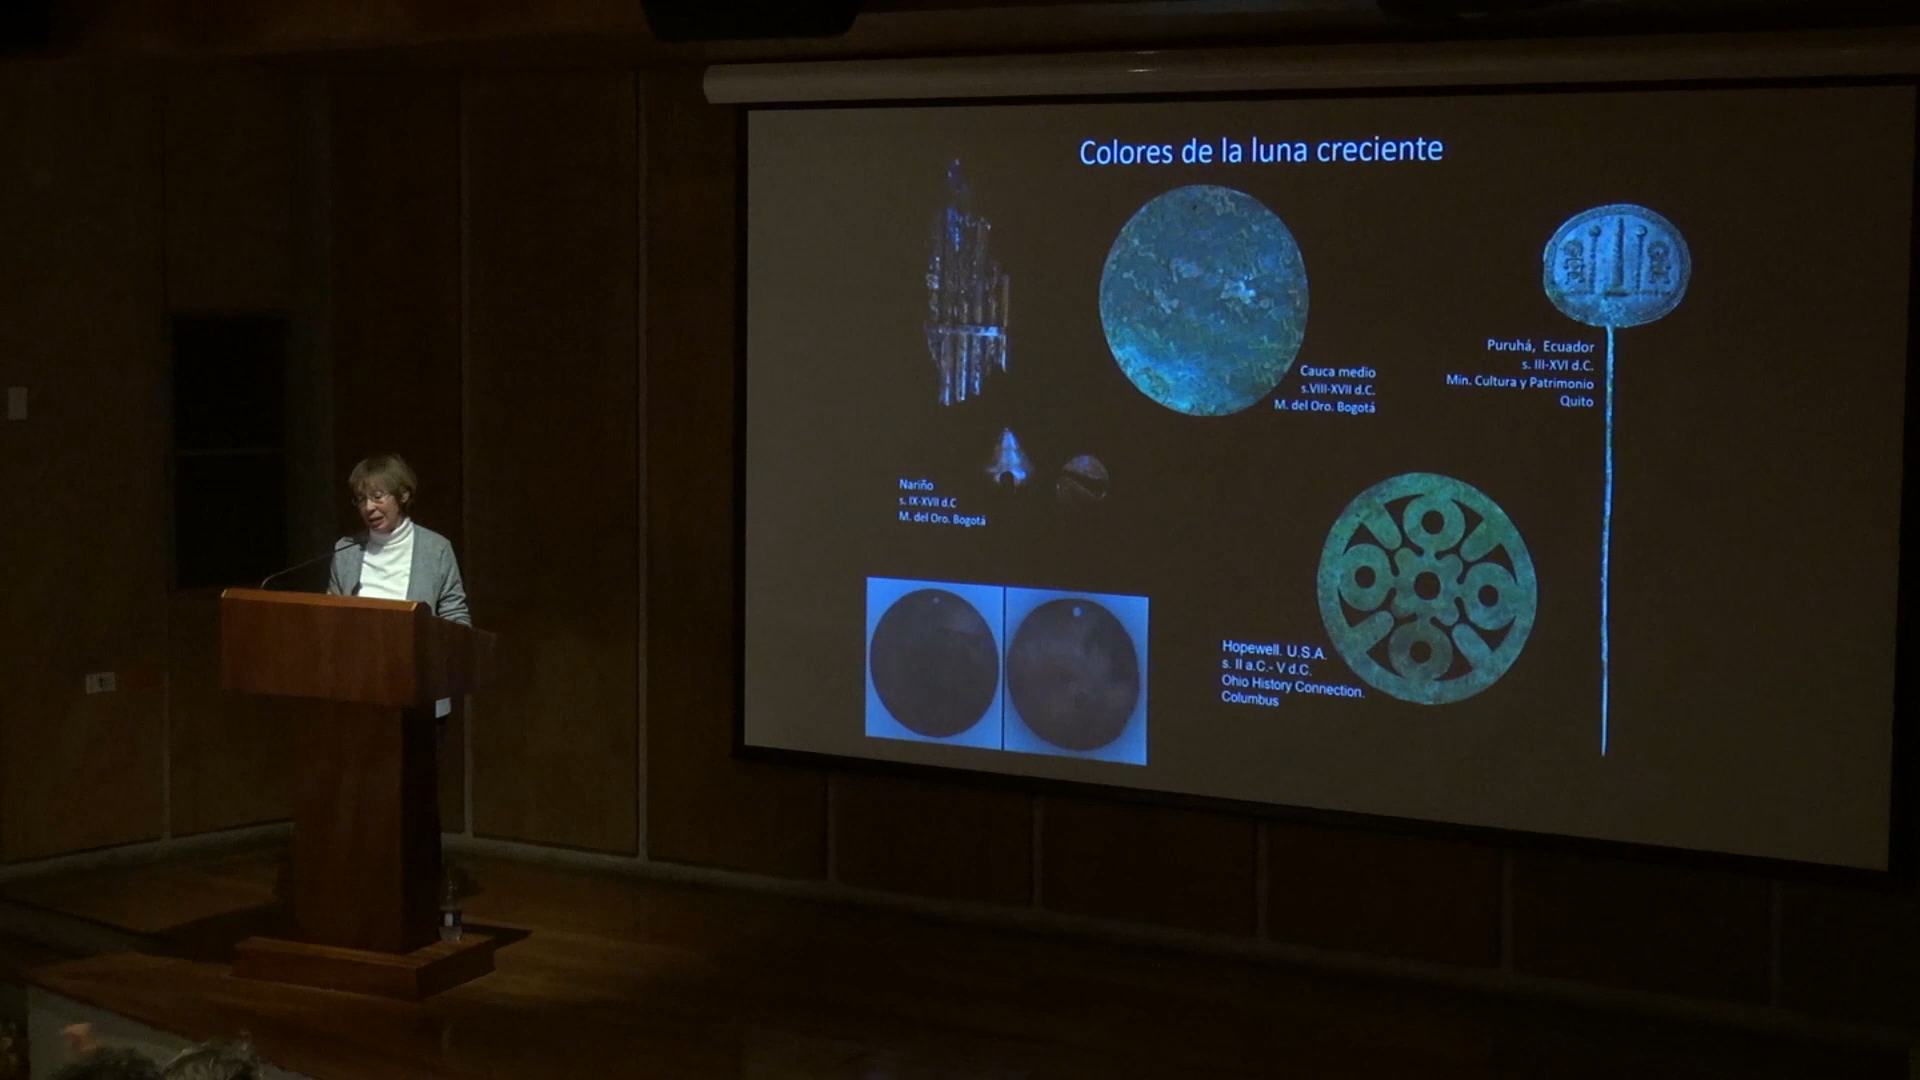 Colores de la luna creciente
Cauca medio
s.VIII-XVII d.C.
M. del Oro. Bogotá
Puruhá, Ecuador
s. III-XVI d.C.
Min. Cultura y Patrimonio
Quito
Nariño
s. IX-XVII d.C
M. del Oro. Bogotá
Hopewell. U.S.A.
s. II a.C.- V d.C.
Ohio History Connection.
Columbus